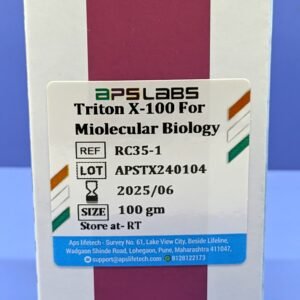 apsLABS
Triton X-100 For
Miolecular Biology
REF RC35-1
LOT APSTX240104
2025/06
SIZE 100 gm
Store at- RT
Aps lifetech - Survey No. 61, Lake View City, Beside Lifeline,
Wadgaon Shinde Road, Lohegaon, Pune, Maharashtra 411047,
support@apslifetech.com 8128122173